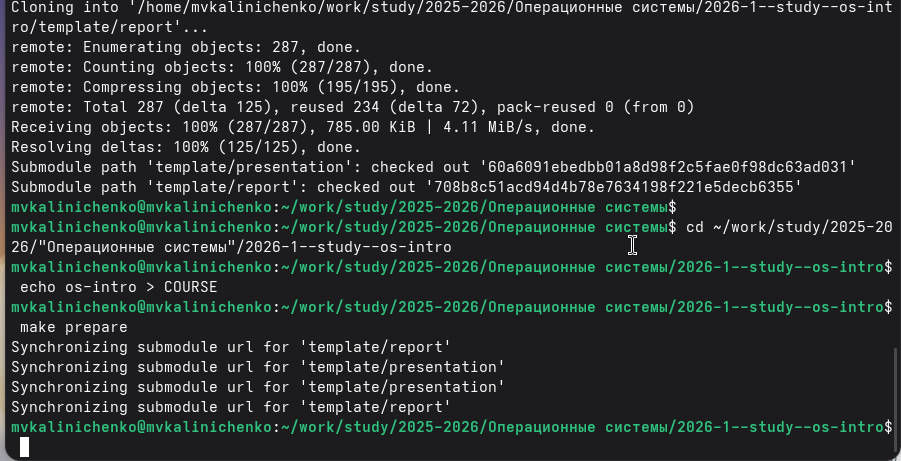 Cloning into '/home/mvkalinichenko/work/study/2025-2026/Операционные системы/2026-1--study--os-int
ro/template/report'...
remote: Enumerating objects: 287, done.
remote: Counting objects: 100% (287/287), done.
remote: Compressing objects: 100% (195/195), done.
remote: Total 287 (delta 125), reused 234 (delta 72), pack-reused 0 (from 0)
Receiving objects: 100% (287/287), 785.00 KiB | 4.11 MiB/s, done.
Resolving deltas: 100% (125/125), done.
Submodule path 'template/presentation': checked out '60a6091ebedbb01a8d98f2c5fae0f98dc63ad031'
Submodule path 'template/report': checked out '708b8c51acd94d4b78e7634198f221e5decb6355'
mvkalinichenko@mvkalinichenko:~/work/study/2025-2026/Операционные системы$
mvkalinichenko@mvkalinichenko:~/work/study/2025-2026/Операционные системы$ cd ~/work/study/2025-20
26/"Операционные системы"/2026-1--study--os-intro
mvkalinichenko@mvkalinichenko:~/work/study/2025-2026/Операционные системы/2026-1--study--os-intro$
echo os-intro > COURSE
mvkalinichenko@mvkalinichenko:~/work/study/2025-2026/Операционные системы/2026-1--study--os-intro$
make prepare
Synchronizing submodule url for 'template/report'
Synchronizing submodule url for 'template/presentation'
Synchronizing submodule url for 'template/presentation'
Synchronizing submodule url for 'template/report'
mvkalinichenko@mvkalinichenko:~/work/study/2025-2026/Операционные системы/2026-1--study--os-intro$